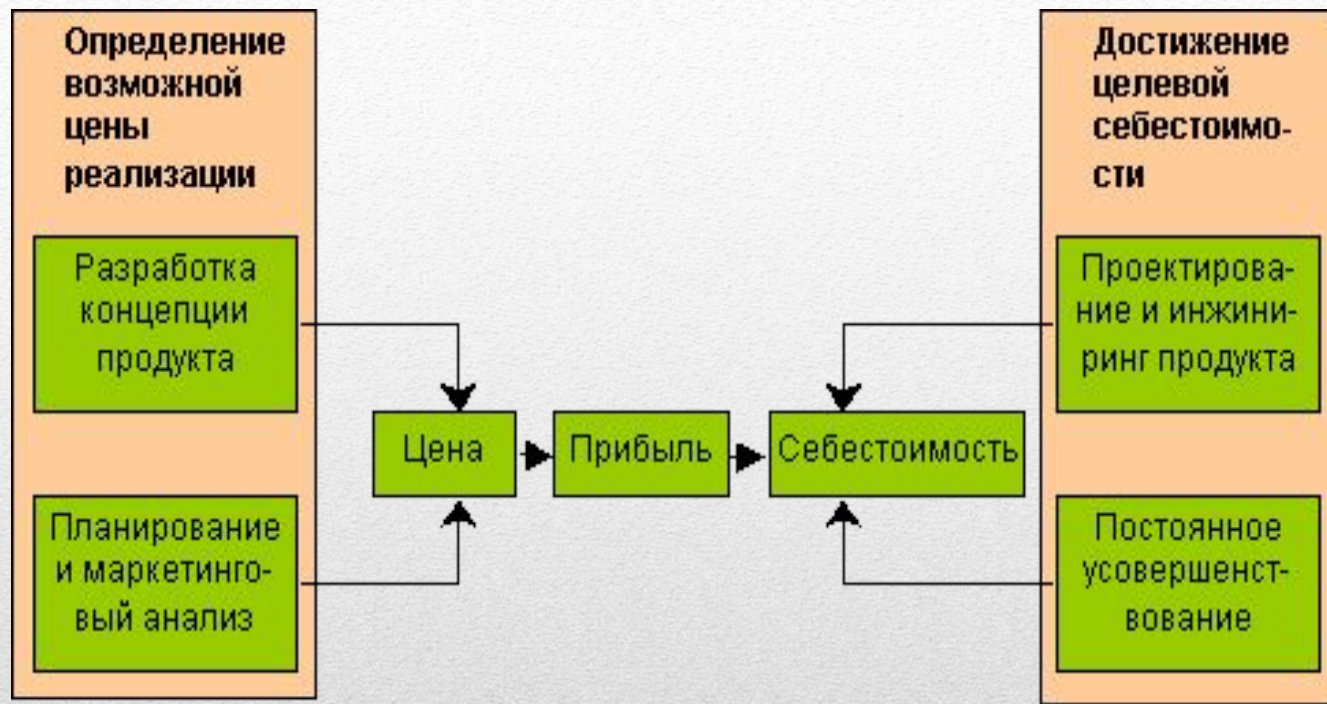 Определение
возможной
цены
реализации
Разработка
концепции
продукта
Планирование
и маркетинго-
вый анализ
Цена
Прибыль
Себестоимость
Достижение
целевой
себестоимо-
сти
Проектирова-
ние и инжини-
ринг продукта
Постоянное
усовершенст-
вование